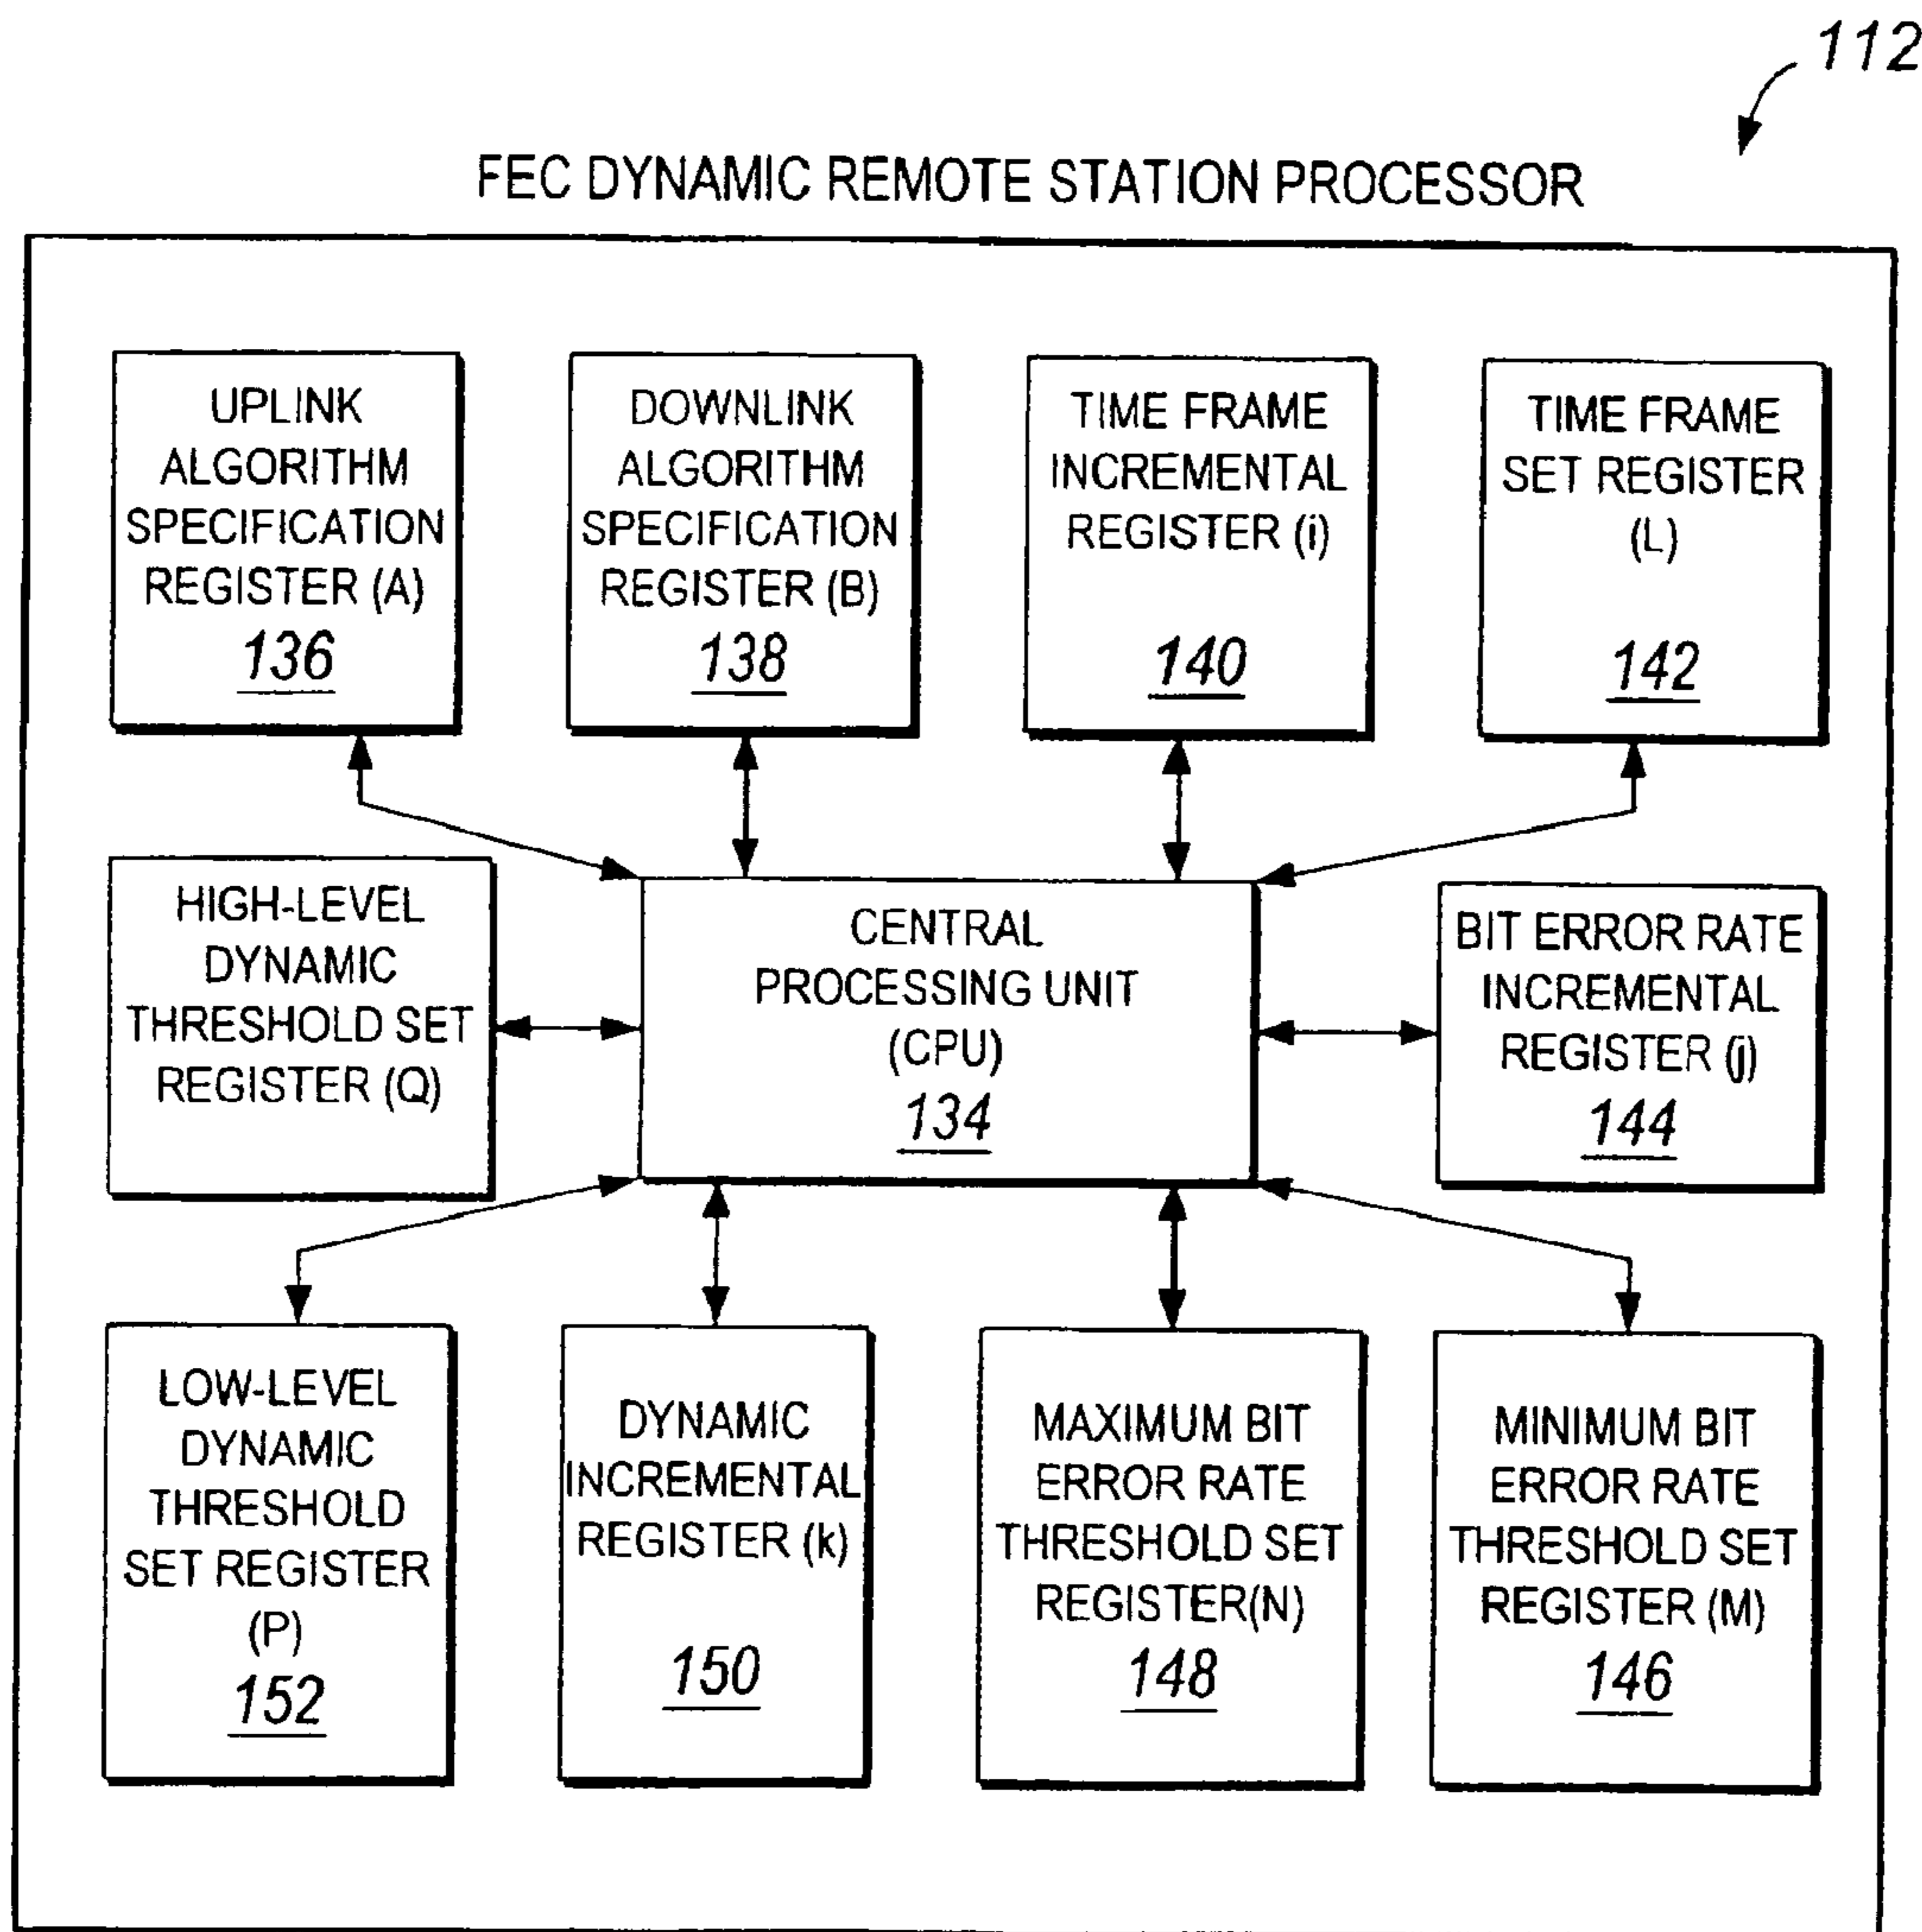 112
FEC DYNAMIC REMOTE STATION PROCESSOR
UPLINK
ALGORITHM
SPECIFICATION
REGISTER (A)
136
DOWNLINK
ALGORITHM
SPECIFICATION
REGISTER (B)
138
TIME FRAME
INCREMENTAL
REGISTER (i)
140
TIME FRAME
SET REGISTER
(L)
142
HIGH-LEVEL
DYNAMIC
THRESHOLD SET
REGISTER (Q)
CENTRAL
PROCESSING UNIT
(CPU)
134
BIT ERROR RATE
INCREMENTAL
REGISTER (j)
144
LOW-LEVEL
DYNAMIC
THRESHOLD
SET REGISTER
(P)
152
DYNAMIC
INCREMENTAL
REGISTER (k)
150
MAXIMUM BIT
ERROR RATE
THRESHOLD SET
REGISTER(N)
148
MINIMUM BIT
ERROR RATE
THRESHOLD SET
REGISTER (M)
146